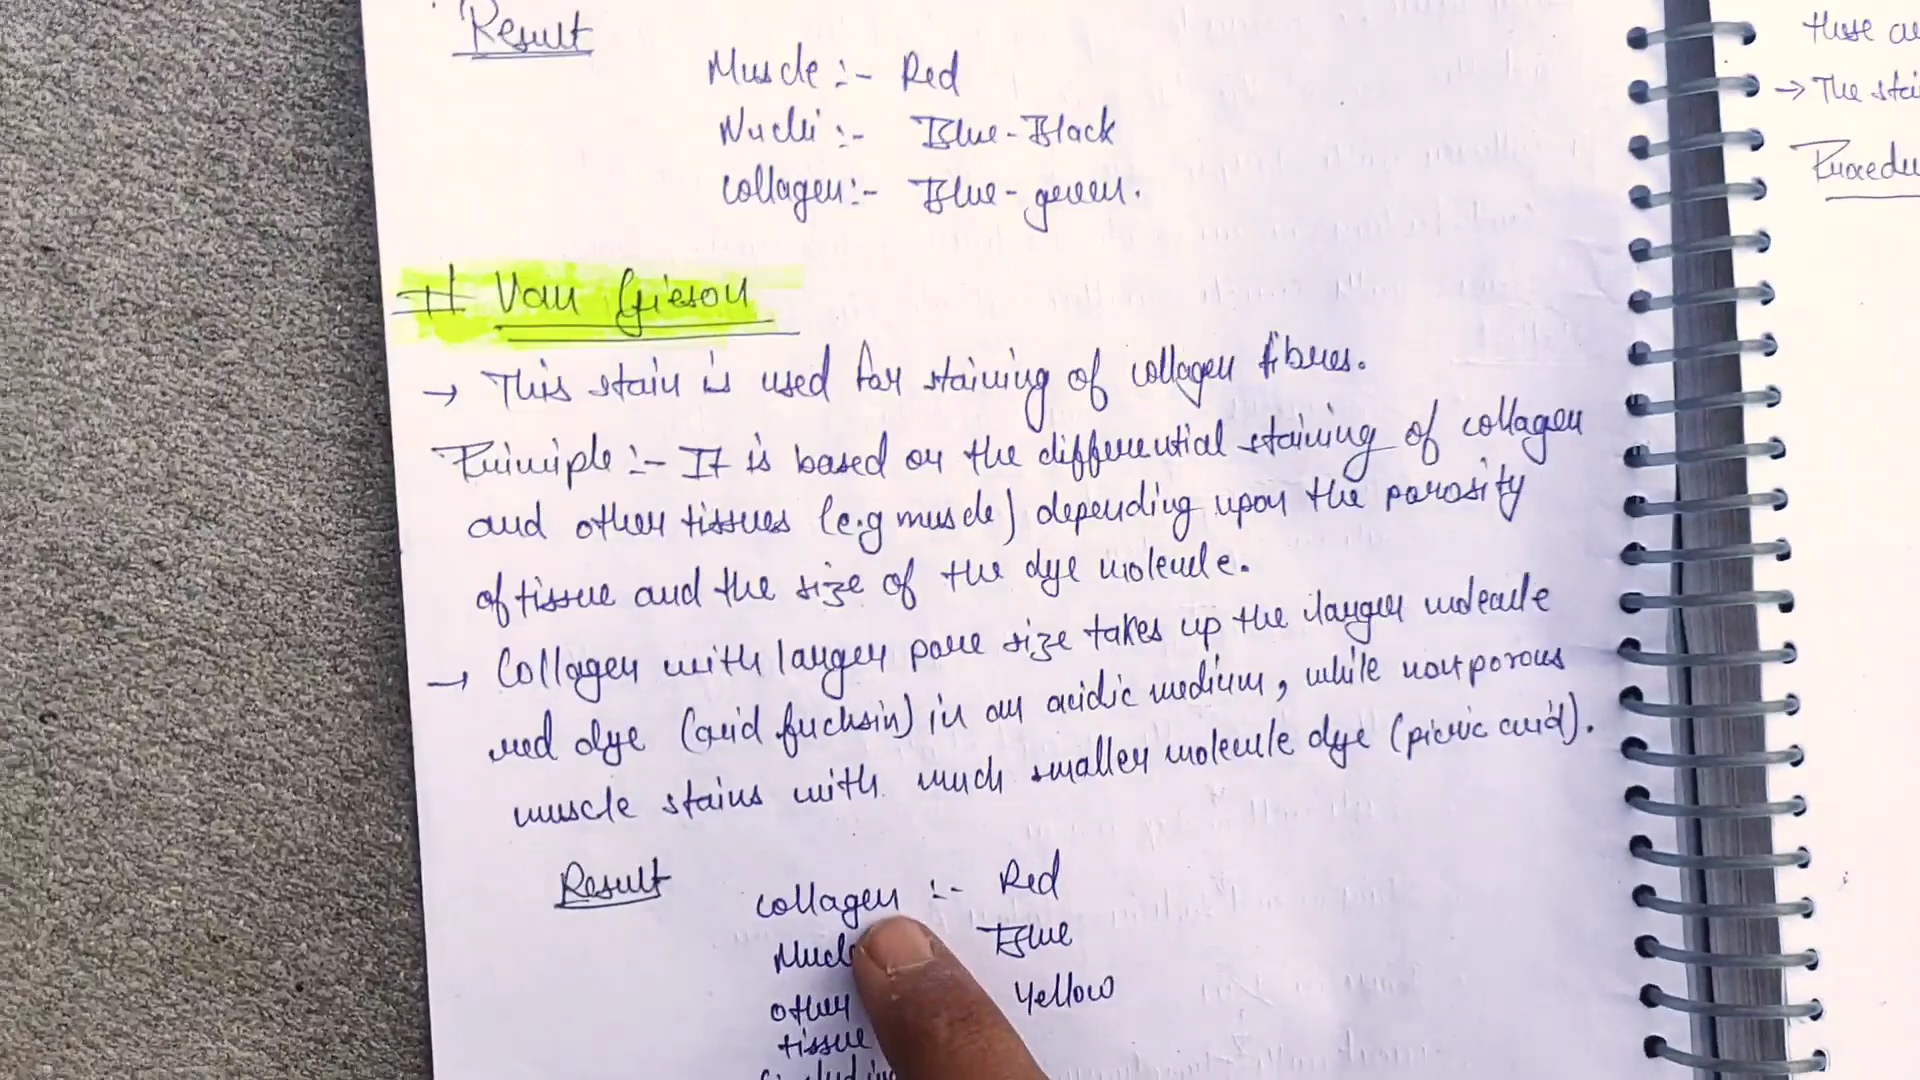 Result
Muscle :- Red
Nuclei :- Blue-Black
Collagen :- Blue-green.
# Van Gieson
→ This stain is used for staining of collagen fibres.
Principle :- It is based on the differential staining of collagen
and other tissues (e.g muscle) depending upon the porosity
of tissue and the size of the dye molecule.
→ Collagen with larger pore size takes up the larger molecule
red dye (acid fuchsin) in an acidic medium, while non porous
muscle stains with much smaller molecule dye (picric acid).
Result
Collagen :- Red
Blue
other Yellow
tissue
these
→ The